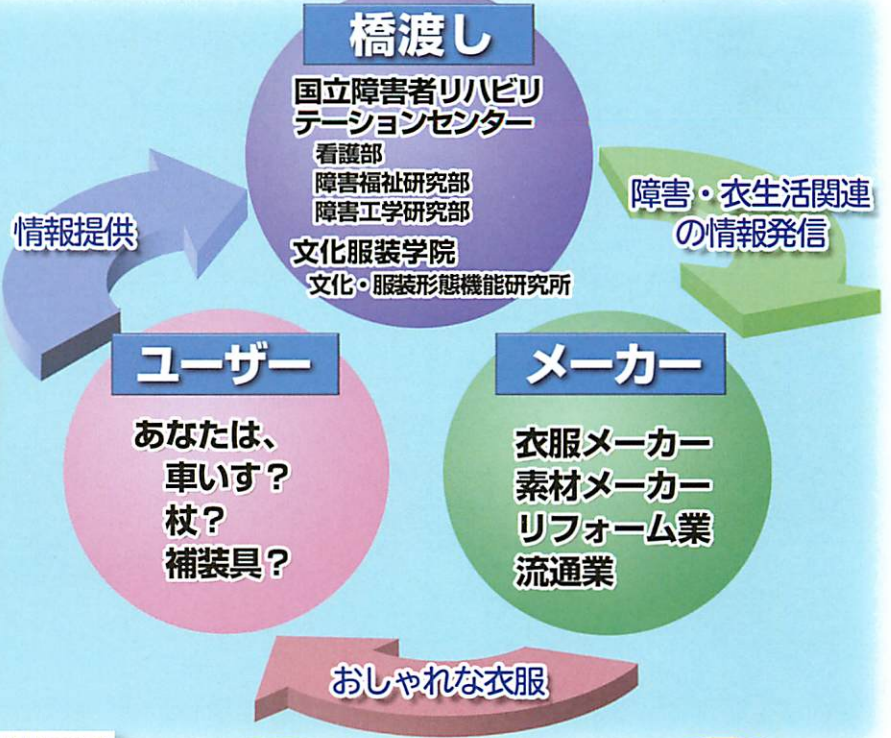 橋渡し
国立障害者リハビリ
テーションセンター
看護部
障害福祉研究部
障害工学研究部
文化服装学院
文化・服装形態機能研究所
情報提供
障害・衣生活関連
の情報発信
ユーザー
あなたは、
車いす？
杖？
補装具？
メーカー
衣服メーカー
素材メーカー
リフォーム業
流通業
おしゃれな衣服